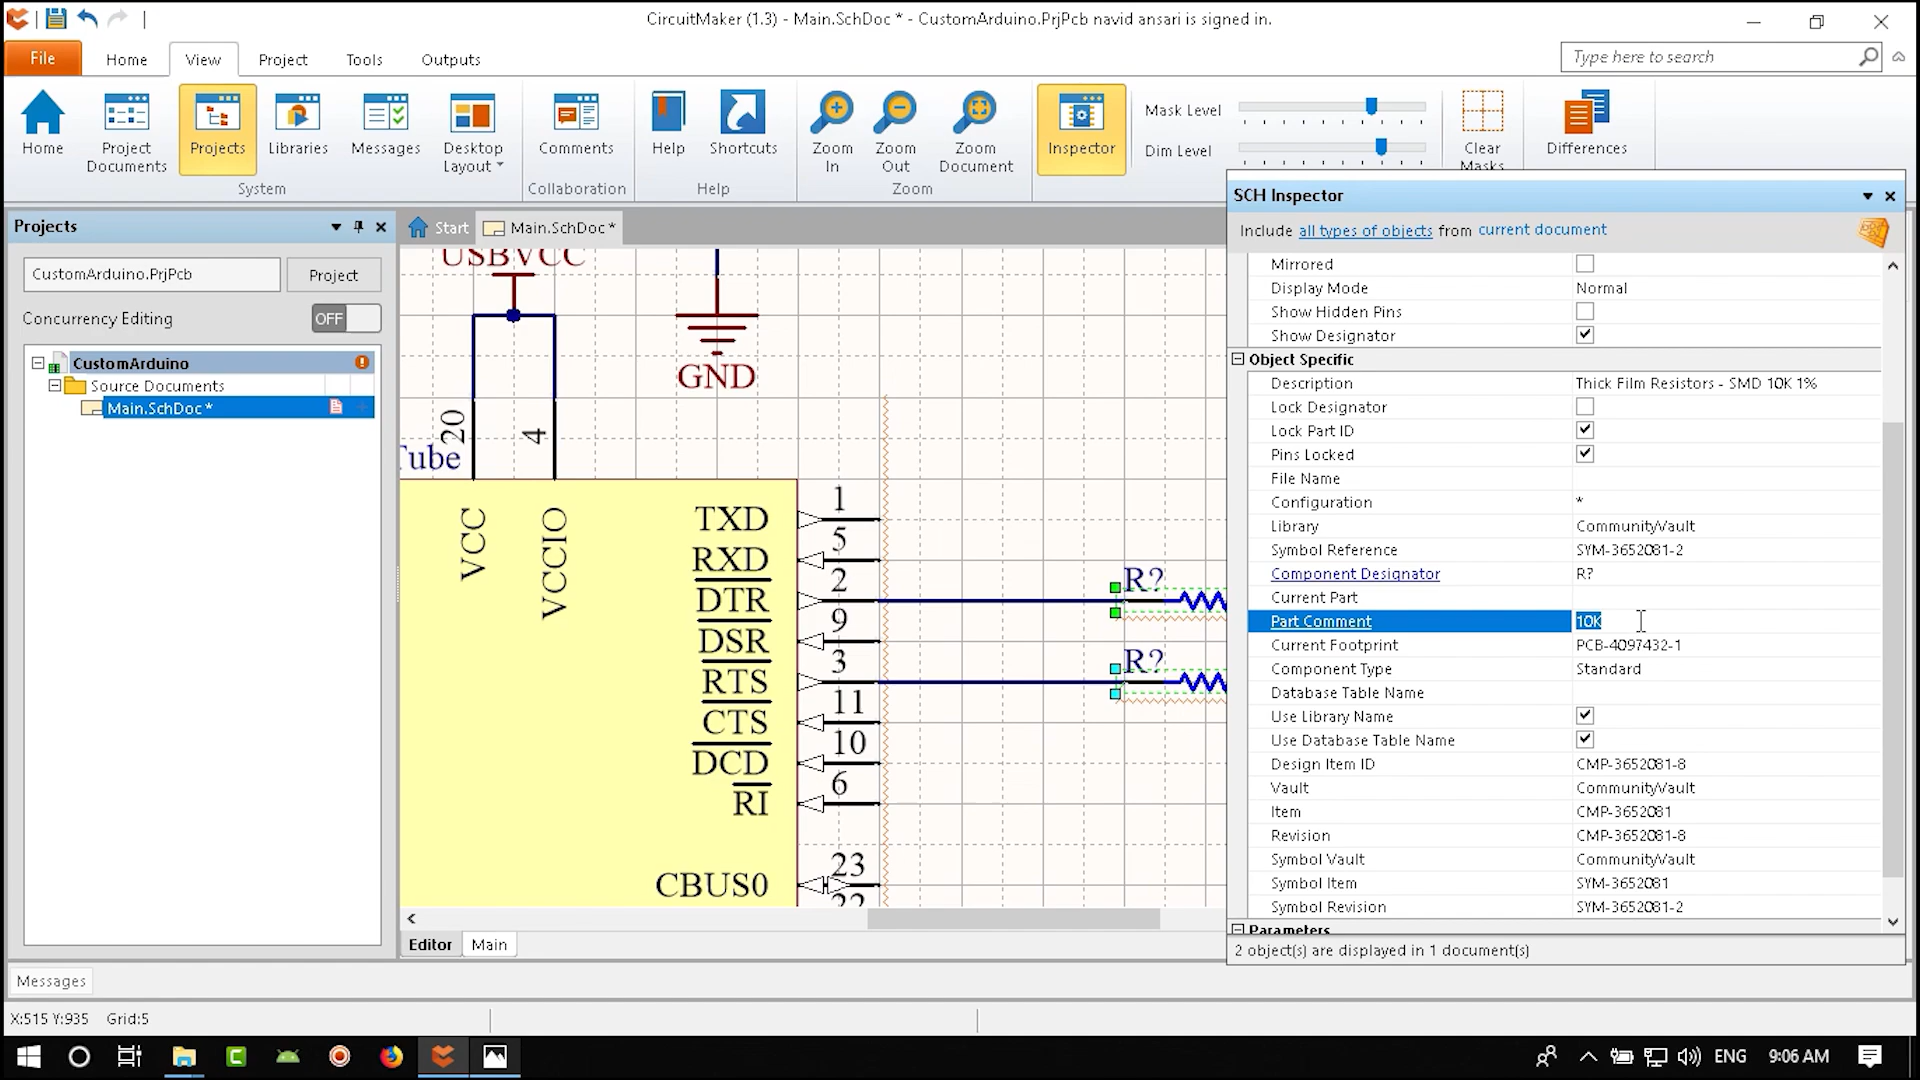 CircuitMaker (1.3) - Main.SchDoc * - CustomArduino.PrjPcb navid ansari is signed in.
File
Home
View
Project
Tools
Outputs
Type here to search
Home
Project Documents
Projects
Libraries
Messages
Desktop Layout
Comments
Help
Shortcuts
Zoom In
Zoom Out
Zoom Document
Inspector
Mask Level
Dim Level
Clear Masks
Differences
System
Collaboration
Help
Zoom
Projects
CustomArduino.PrjPcb
Project
Concurrency Editing
OFF
CustomArduino
Source Documents
Main.SchDoc *
Start
Main.SchDoc *
USBVCC
GND
20
4
Tube
VCC
VCCIO
TXD
1
RXD
5
DTR
2
DSR
9
RTS
3
CTS
11
DCD
10
RI
6
CBUS0
23
22
R?
R?
Editor
Main
SCH Inspector
Include all types of objects from current document
Mirrored
Display Mode Normal
Show Hidden Pins
Show Designator
Object Specific
Description Thick Film Resistors - SMD 10K 1%
Lock Designator
Lock Part ID
Pins Locked
File Name
Configuration *
Library CommunityVault
Symbol Reference SYM-3652081-2
Component Designator R?
Current Part
Part Comment 10K
Current Footprint PCB-4097432-1
Component Type Standard
Database Table Name
Use Library Name
Use Database Table Name
Design Item ID CMP-3652081-8
Vault CommunityVault
Item CMP-3652081
Revision CMP-3652081-8
Symbol Vault CommunityVault
Symbol Item SYM-3652081
Symbol Revision SYM-3652081-2
Parameters
2 object(s) are displayed in 1 document(s)
Messages
X:515 Y:935 Grid:5
ENG
9:06 AM